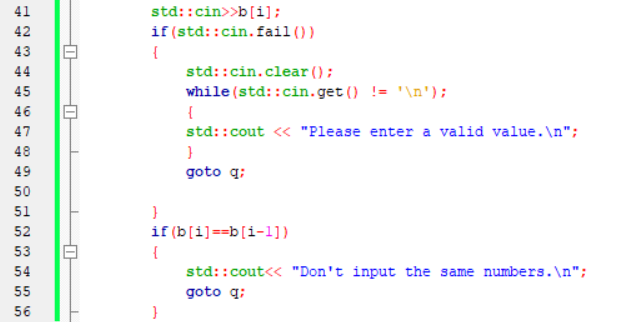 41 std::cin>>b[i];
42 if(std::cin.fail())
43 {
44 std::cin.clear();
45 while(std::cin.get() != '\n');
46 {
47 std::cout << "Please enter a valid value.\n";
48 }
49 goto q;
50
51 }
52 if(b[i]==b[i-1])
53 {
54 std::cout<< "Don't input the same numbers.\n";
55 goto q;
56 }